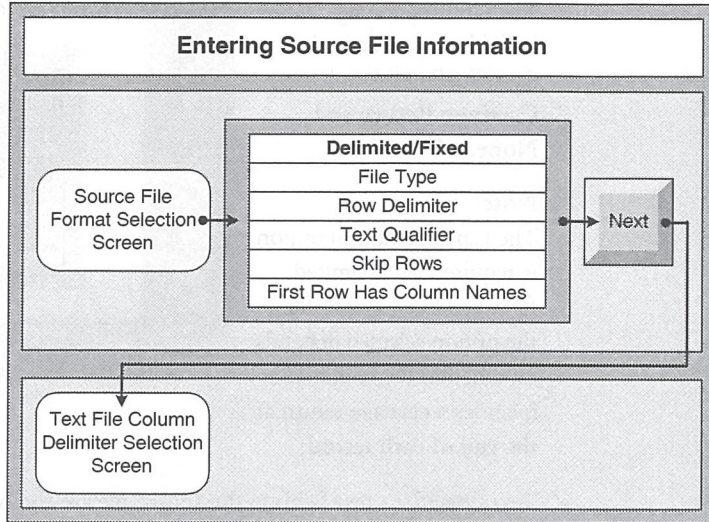 Entering Source File Information
Source File
Format Selection
Screen
Delimited/Fixed
File Type
Row Delimiter
Text Qualifier
Skip Rows
First Row Has Column Names
Next
Text File Column
Delimiter Selection
Screen